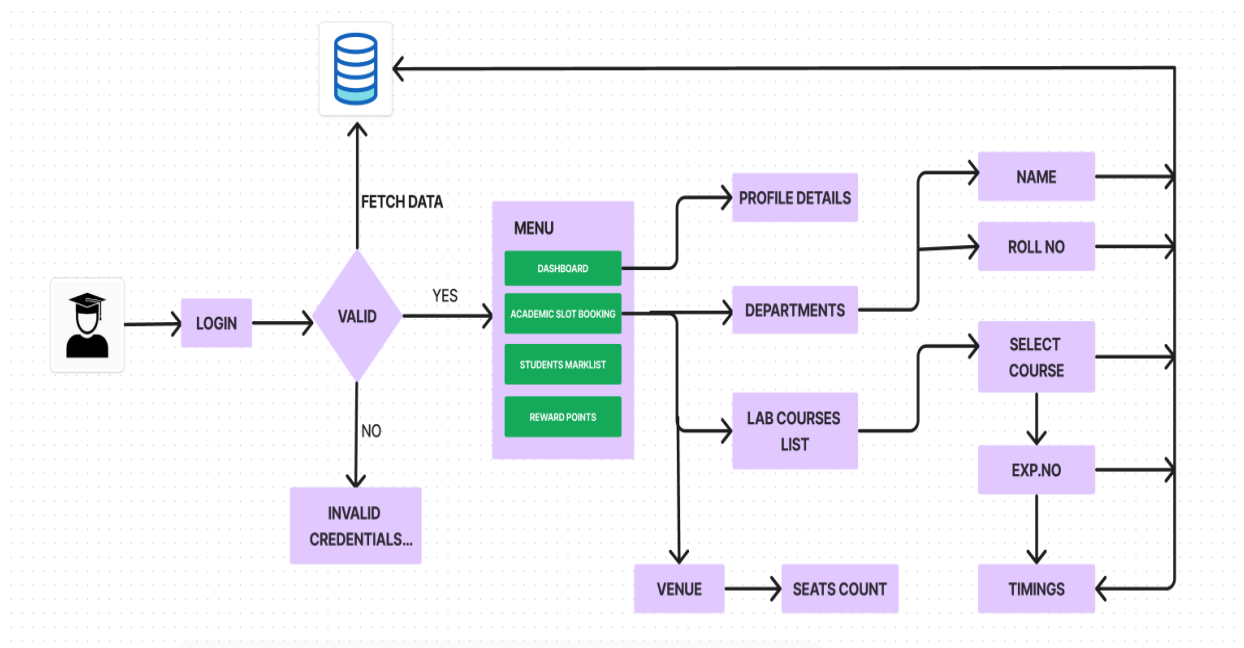 FETCH DATA
LOGIN
VALID
YES
NO
INVALID
CREDENTIALS...
MENU
DASHBOARD
ACADEMIC SLOT BOOKING
STUDENTS MARKLIST
REWARD POINTS
PROFILE DETAILS
DEPARTMENTS
LAB COURSES
LIST
VENUE
SEATS COUNT
NAME
ROLL NO
SELECT
COURSE
EXP.NO
TIMINGS